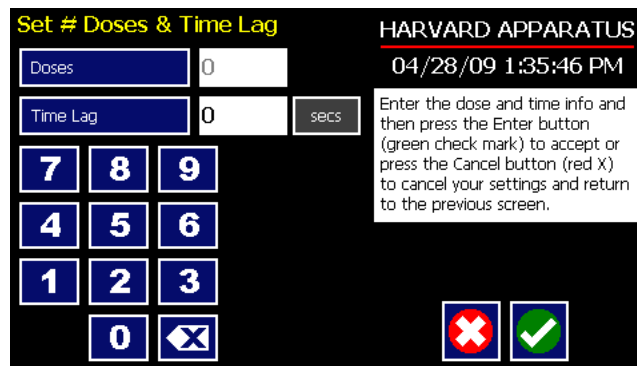 Set # Doses & Time Lag
HARVARD APPARATUS
04/28/09 1:35:46 PM
Doses 0
Time Lag 0 secs
Enter the dose and time info and
then press the Enter button
(green check mark) to accept or
press the Cancel button (red X)
to cancel your settings and return
to the previous screen.
7 8 9
4 5 6
1 2 3
0 X